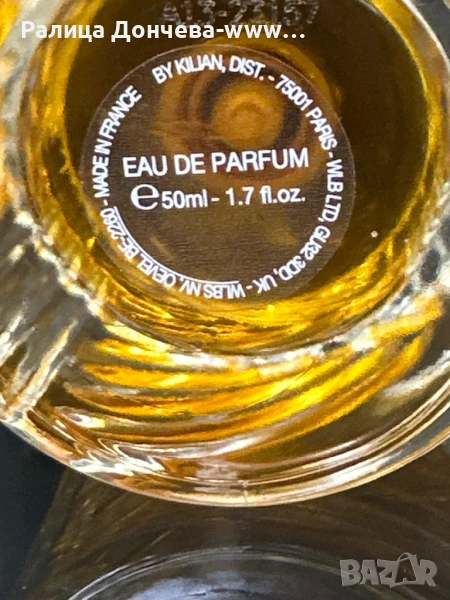 Ралица Дончева-www...
BY KILIAN, DIST. - 75001 PARIS - WLB LTD, GU32 3DD, UK - WLBS NV, OEVEL BE-2260 - MADE IN FRANCE
EAU DE PARFUM
℮50ml - 1.7 fl.oz.
BAZAR